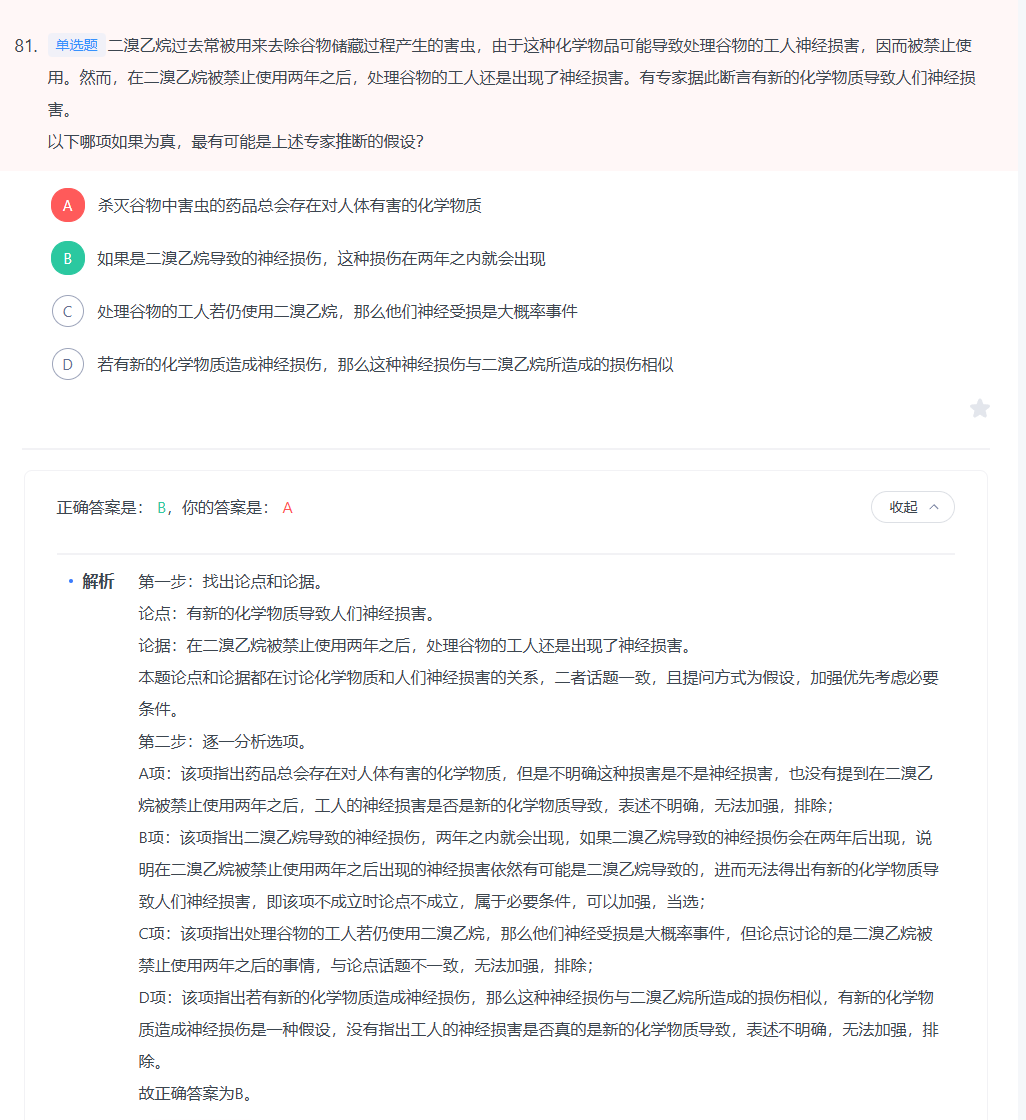 81. 单选题 二溴乙烷过去常被用来去除谷物储藏过程产生的害虫，由于这种化学物品可能导致处理谷物的工人神经损害，因而被禁止使
用。然而，在二溴乙烷被禁止使用两年之后，处理谷物的工人还是出现了神经损害。有专家据此断言有新的化学物质导致人们神经损
害。
以下哪项如果为真，最有可能是上述专家推断的假设？
A 杀灭谷物中害虫的药品总会存在对人体有害的化学物质
B 如果是二溴乙烷导致的神经损伤，这种损伤在两年之内就会出现
C 处理谷物的工人若仍使用二溴乙烷，那么他们神经受损是大概率事件
D 若有新的化学物质造成神经损伤，那么这种神经损伤与二溴乙烷所造成的损伤相似
正确答案是： B，你的答案是： A
收起
解析 第一步：找出论点和论据。
论点：有新的化学物质导致人们神经损害。
论据：在二溴乙烷被禁止使用两年之后，处理谷物的工人还是出现了神经损害。
本题论点和论据都在讨论化学物质和人们神经损害的关系，二者话题一致，且提问方式为假设，加强优先考虑必要
条件。
第二步：逐一分析选项。
A项：该项指出药品总会存在对人体有害的化学物质，但是不明确这种损害是不是神经损害，也没有提到在二溴乙
烷被禁止使用两年之后，工人的神经损害是否是新的化学物质导致，表述不明确，无法加强，排除；
B项：该项指出二溴乙烷导致的神经损伤，两年之内就会出现，如果二溴乙烷导致的神经损伤会在两年后出现，说
明在二溴乙烷被禁止使用两年之后出现的神经损害依然有可能是二溴乙烷导致的，进而无法得出有新的化学物质导
致人们神经损害，即该项不成立时论点不成立，属于必要条件，可以加强，当选；
C项：该项指出处理谷物的工人若仍使用二溴乙烷，那么他们神经受损是大概率事件，但论点讨论的是二溴乙烷被
禁止使用两年之后的事情，与论点话题不一致，无法加强，排除；
D项：该项指出若有新的化学物质造成神经损伤，那么这种神经损伤与二溴乙烷所造成的损伤相似，有新的化学物
质造成神经损伤是一种假设，没有指出工人的神经损害是否真的是新的化学物质导致，表述不明确，无法加强，排
除。
故正确答案为B。